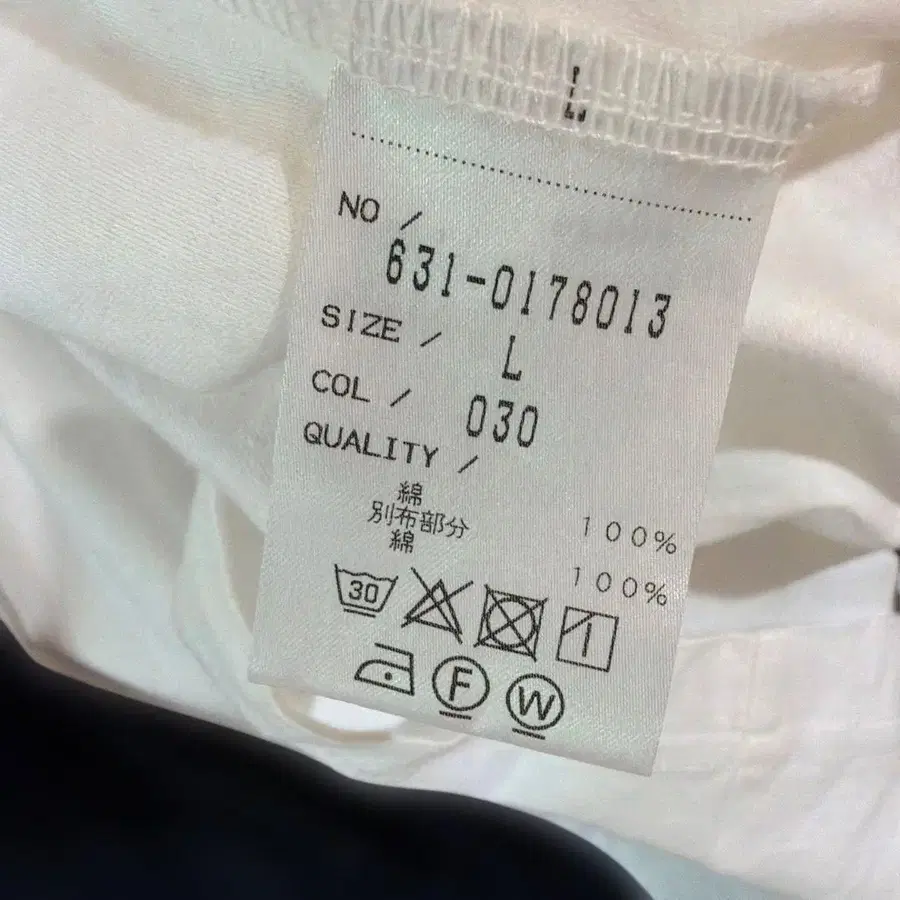 L
NO /
631-0178013
SIZE / L
COL / 030
QUALITY /
綿 100%
別布部分
綿 100%
30
F W